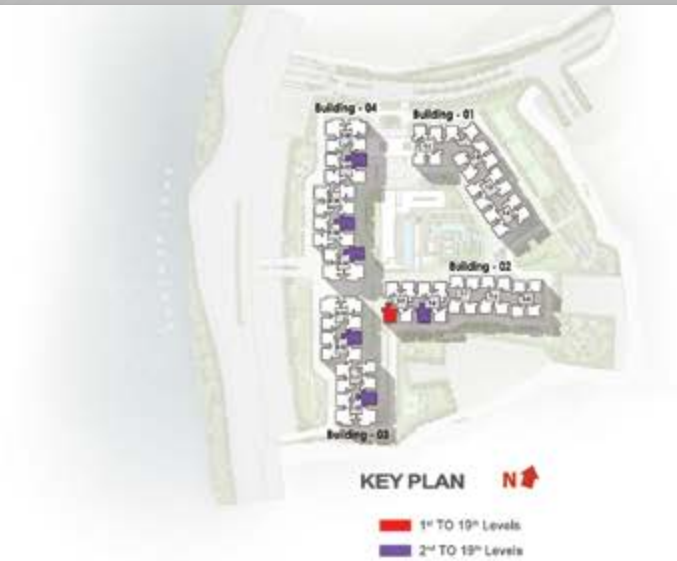 Building - 04
Building - 01
Building - 02
Building - 03
KEY PLAN
N
1st TO 19th Levels
2nd TO 19th Levels